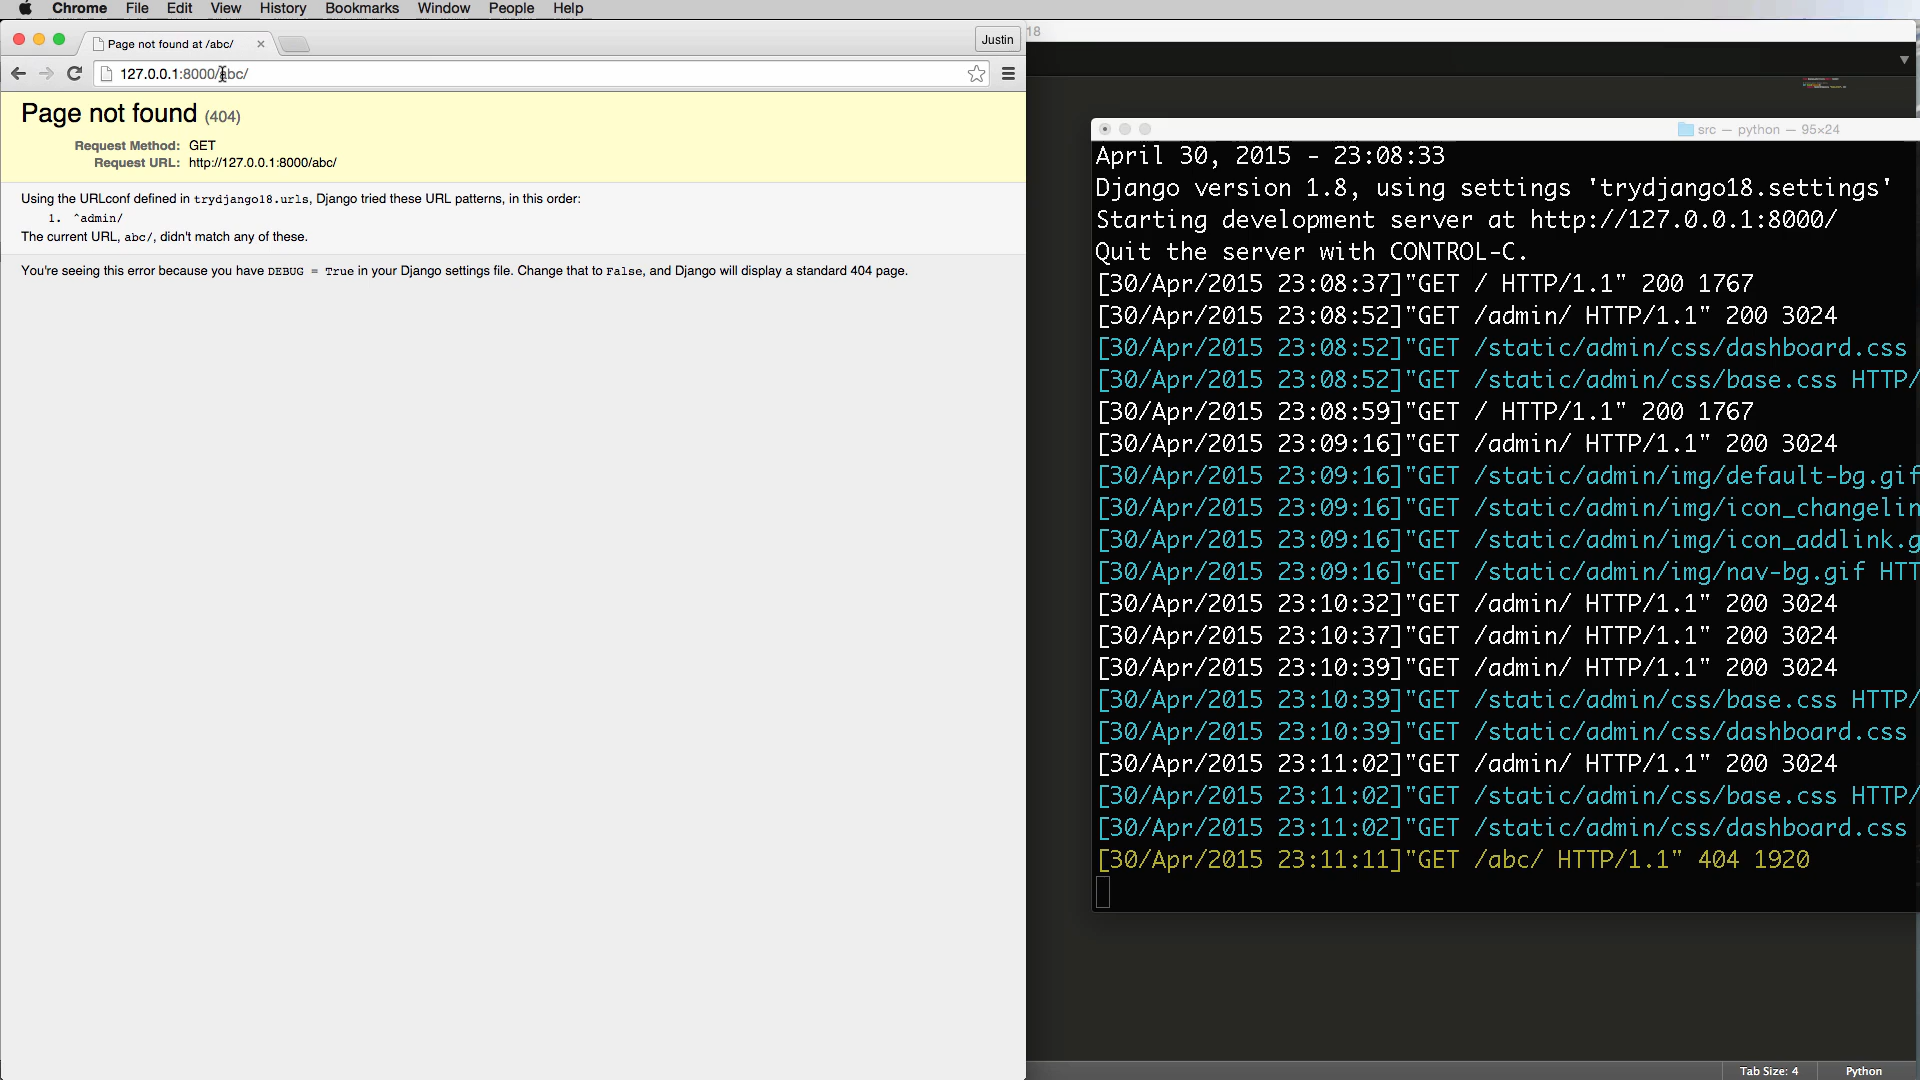 Chrome File Edit View History Bookmarks Window People Help
Page not found at /abc/
Justin
18
127.0.0.1:8000/abc/
Page not found (404)
Request Method: GET
Request URL: http://127.0.0.1:8000/abc/
Using the URLconf defined in trydjango18.urls, Django tried these URL patterns, in this order:
1. ^admin/
The current URL, abc/, didn't match any of these.
You're seeing this error because you have DEBUG = True in your Django settings file. Change that to False, and Django will display a standard 404 page.
src — python — 95×24
April 30, 2015 - 23:08:33
Django version 1.8, using settings 'trydjango18.settings'
Starting development server at http://127.0.0.1:8000/
Quit the server with CONTROL-C.
[30/Apr/2015 23:08:37]"GET / HTTP/1.1" 200 1767
[30/Apr/2015 23:08:52]"GET /admin/ HTTP/1.1" 200 3024
[30/Apr/2015 23:08:52]"GET /static/admin/css/dashboard.css
[30/Apr/2015 23:08:52]"GET /static/admin/css/base.css HTTP/
[30/Apr/2015 23:08:59]"GET / HTTP/1.1" 200 1767
[30/Apr/2015 23:09:16]"GET /admin/ HTTP/1.1" 200 3024
[30/Apr/2015 23:09:16]"GET /static/admin/img/default-bg.gif
[30/Apr/2015 23:09:16]"GET /static/admin/img/icon_changelin
[30/Apr/2015 23:09:16]"GET /static/admin/img/icon_addlink.g
[30/Apr/2015 23:09:16]"GET /static/admin/img/nav-bg.gif HTT
[30/Apr/2015 23:10:32]"GET /admin/ HTTP/1.1" 200 3024
[30/Apr/2015 23:10:37]"GET /admin/ HTTP/1.1" 200 3024
[30/Apr/2015 23:10:39]"GET /admin/ HTTP/1.1" 200 3024
[30/Apr/2015 23:10:39]"GET /static/admin/css/base.css HTTP/
[30/Apr/2015 23:10:39]"GET /static/admin/css/dashboard.css
[30/Apr/2015 23:11:02]"GET /admin/ HTTP/1.1" 200 3024
[30/Apr/2015 23:11:02]"GET /static/admin/css/base.css HTTP/
[30/Apr/2015 23:11:02]"GET /static/admin/css/dashboard.css
[30/Apr/2015 23:11:11]"GET /abc/ HTTP/1.1" 404 1920
Tab Size: 4 Python